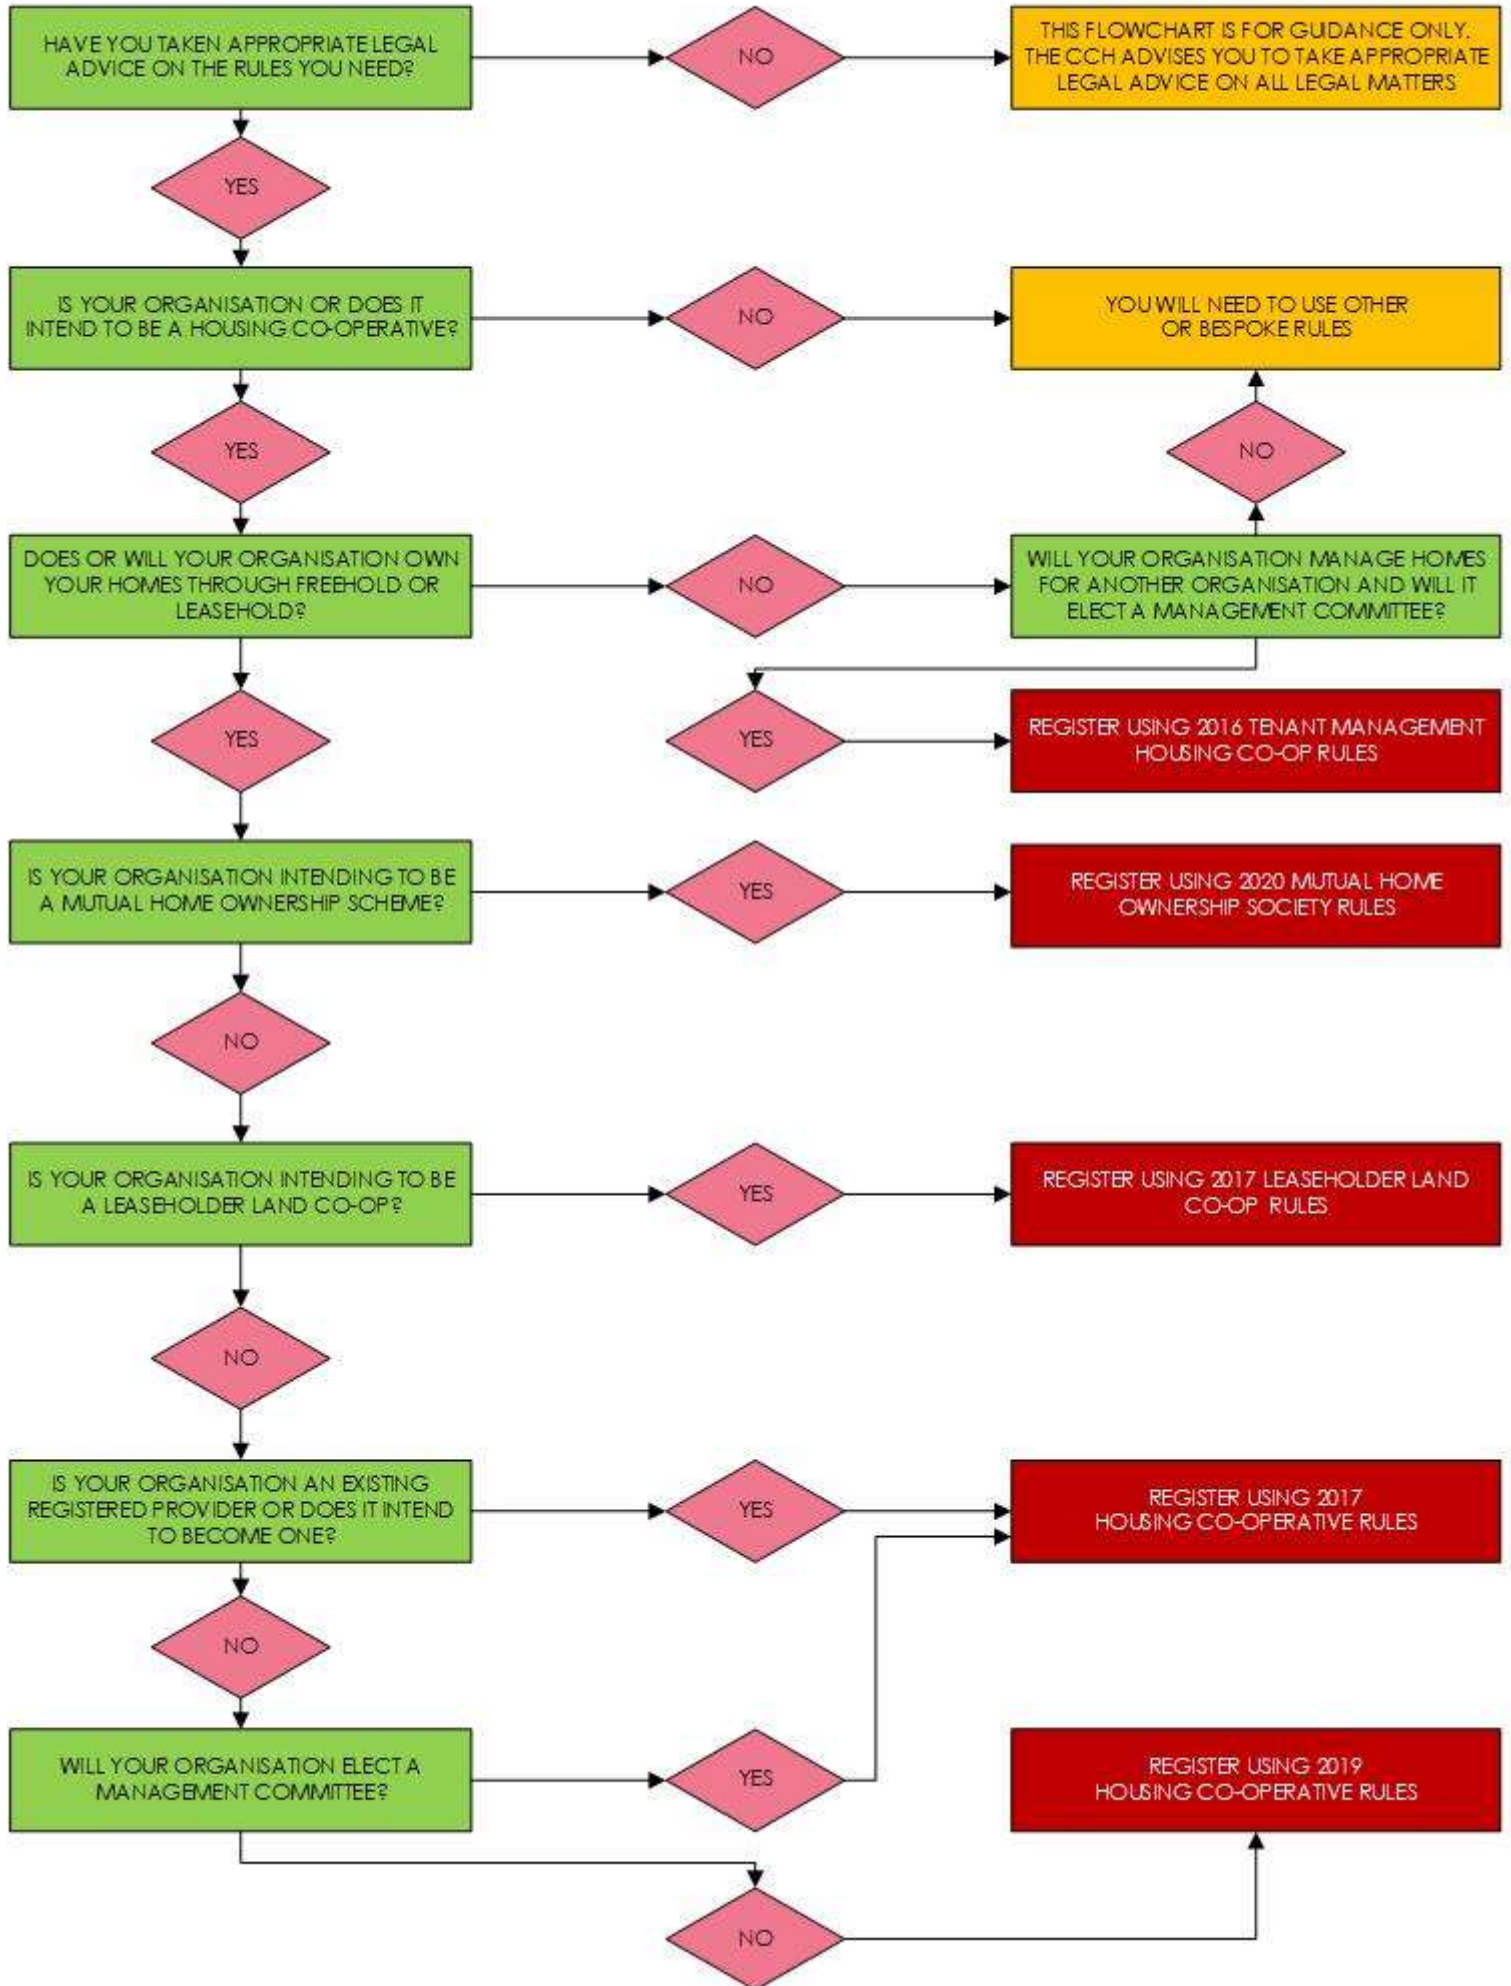 HAVE YOU TAKEN APPROPRIATE LEGAL
ADVICE ON THE RULES YOU NEED?
NO
THIS FLOWCHART IS FOR GUIDANCE ONLY.
THE CCH ADVISES YOU TO TAKE APPROPRIATE
LEGAL ADVICE ON ALL LEGAL MATTERS
YES
IS YOUR ORGANISATION OR DOES IT
INTEND TO BE A HOUSING CO-OPERATIVE?
NO
YOU WILL NEED TO USE OTHER
OR BESPOKE RULES
YES
NO
DOES OR WILL YOUR ORGANISATION OWN
YOUR HOMES THROUGH FREEHOLD OR
LEASEHOLD?
NO
WILL YOUR ORGANISATION MANAGE HOMES
FOR ANOTHER ORGANISATION AND WILL IT
ELECT A MANAGEMENT COMMITTEE?
YES
YES
REGISTER USING 2016 TENANT MANAGEMENT
HOUSING CO-OP RULES
IS YOUR ORGANISATION INTENDING TO BE
A MUTUAL HOME OWNERSHIP SCHEME?
YES
REGISTER USING 2020 MUTUAL HOME
OWNERSHIP SOCIETY RULES
NO
IS YOUR ORGANISATION INTENDING TO BE
A LEASEHOLDER LAND CO-OP?
YES
REGISTER USING 2017 LEASEHOLDER LAND
CO-OP RULES
NO
IS YOUR ORGANISATION AN EXISTING
REGISTERED PROVIDER OR DOES IT INTEND
TO BECOME ONE?
YES
REGISTER USING 2017
HOUSING CO-OPERATIVE RULES
NO
WILL YOUR ORGANISATION ELECT A
MANAGEMENT COMMITTEE?
YES
REGISTER USING 2019
HOUSING CO-OPERATIVE RULES
NO